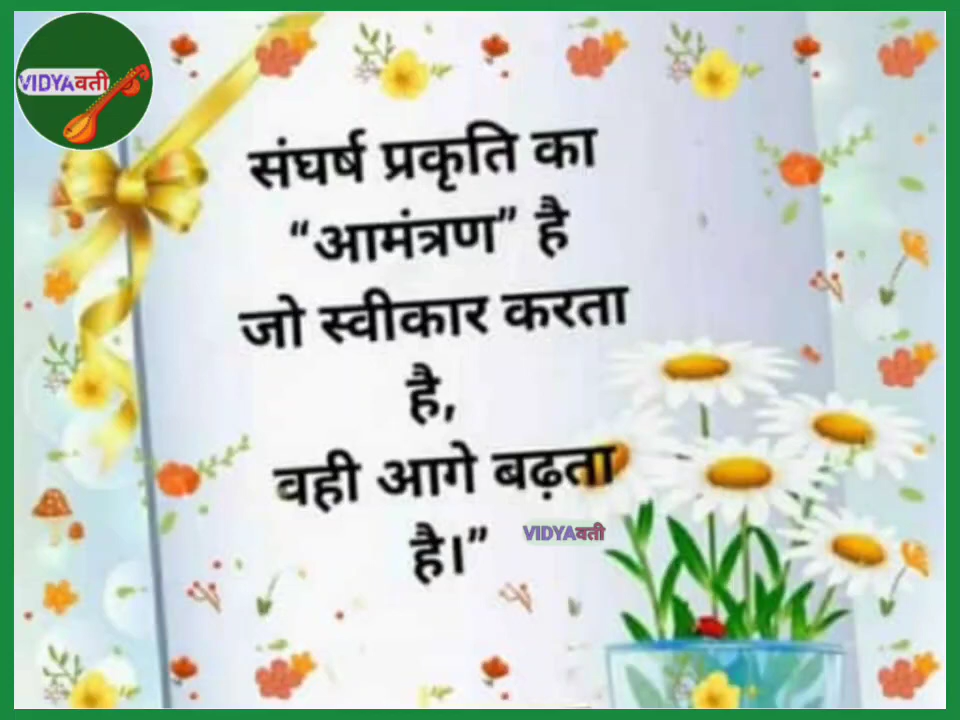 VIDYAवती
संघर्ष प्रकृति का
“आमंत्रण” है
जो स्वीकार करता
है,
वही आगे बढ़ता
है।”
VIDYAवती